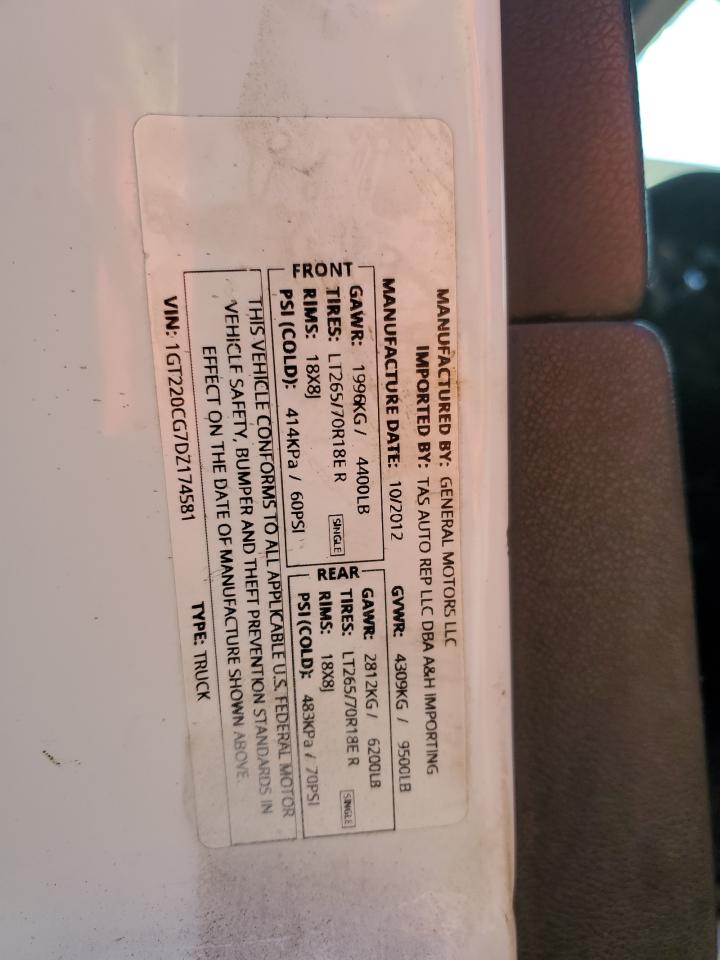 MANUFACTURED BY: GENERAL MOTORS LLC
IMPORTED BY: TAS AUTO REP LLC DBA A&H IMPORTING
MANUFACTURE DATE: 10/2012 GVWR: 4309KG / 9500LB
FRONT
GAWR: 1996KG / 4400LB
TIRES: LT265/70R18E R SINGLE
RIMS: 18X8J
PSI (COLD): 414KPa / 60PSI
REAR
GAWR: 2812KG / 6200LB
TIRES: LT265/70R18E R SINGLE
RIMS: 18X8J
PSI (COLD): 483KPa / 70PSI
THIS VEHICLE CONFORMS TO ALL APPLICABLE U.S. FEDERAL MOTOR
VEHICLE SAFETY, BUMPER AND THEFT PREVENTION STANDARDS IN
EFFECT ON THE DATE OF MANUFACTURE SHOWN ABOVE.
VIN: 1GT220CG7DZ174581 TYPE: TRUCK